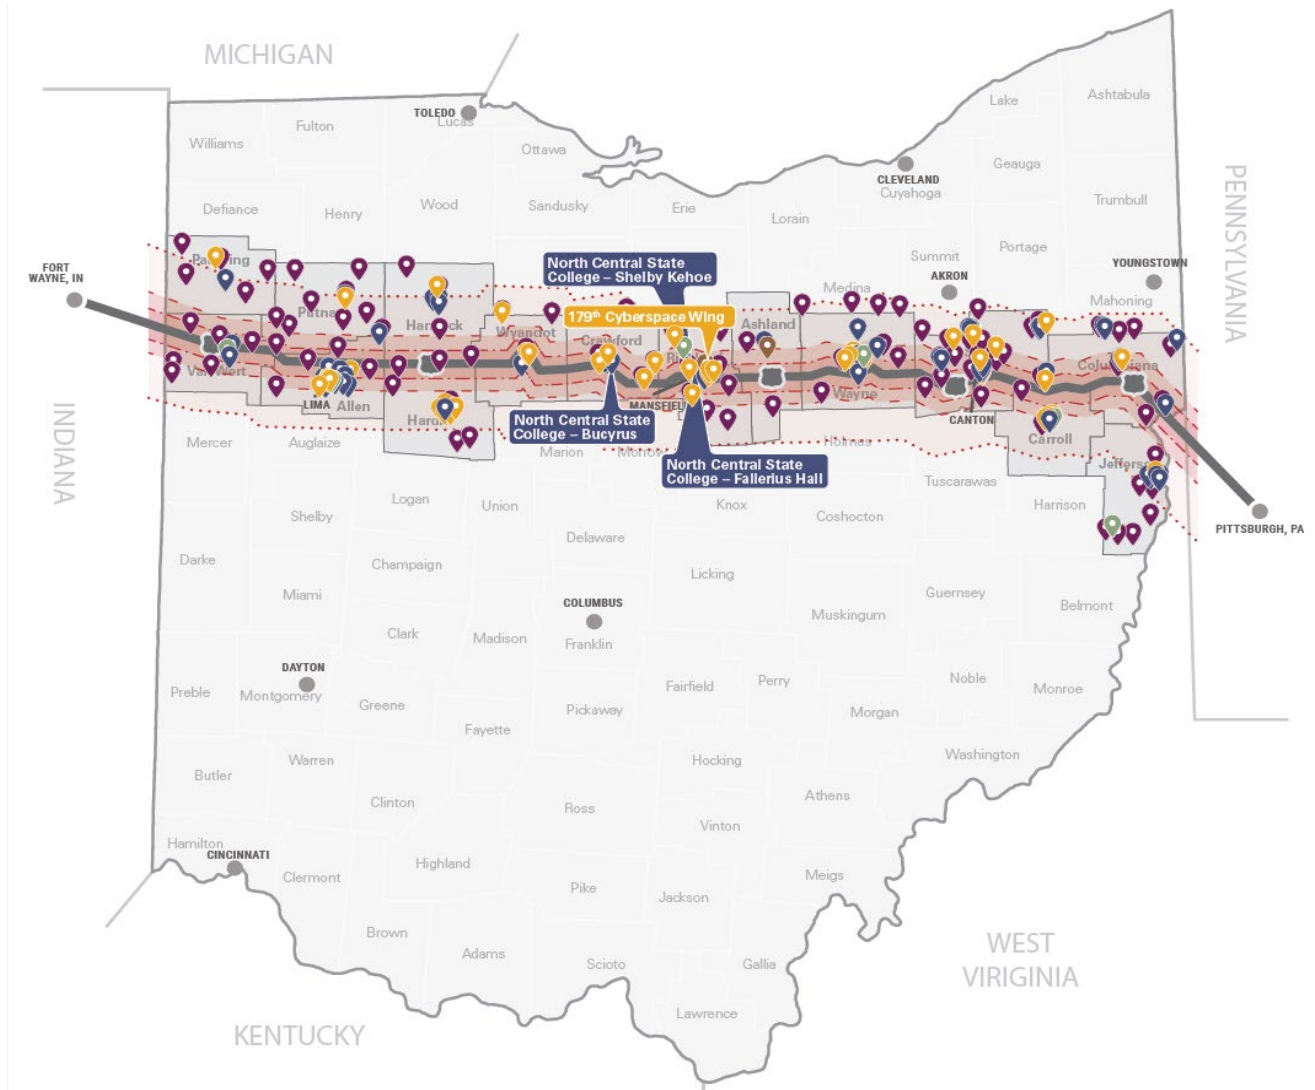 MICHIGAN
TOLEDO
Lucas
Fulton
Williams
Ottawa
Lake
Ashtabula
CLEVELAND
Cuyahoga
Geauga
Defiance
Henry
Wood
Sandusky
Erie
Lorain
Trumbull
PENNSYLVANIA
Summit
Portage
AKRON
YOUNGSTOWN
Medina
Mahoning
FORT
WAYNE, IN
North Central State
College – Shelby Kehoe
179th Cyberspace Wing
Wyandot
Crawford
Ashland
Van Wert
Wayne
LIMA
Allen
MANSFIELD
CANTON
INDIANA
Mercer
Auglaize
North Central State
College – Bucyrus
Marion
Holmes
Carroll
North Central State
College – Fallerius Hall
Knox
Tuscarawas
Harrison
Logan
Union
Coshocton
Shelby
Delaware
PITTSBURGH, PA
Darke
Champaign
Licking
Miami
COLUMBUS
Franklin
Guernsey
Belmont
Muskingum
Clark
Madison
DAYTON
Montgomery
Preble
Greene
Fairfield
Perry
Noble
Monroe
Pickaway
Morgan
Fayette
Washington
Warren
Hocking
Butler
Clinton
Ross
Athens
Vinton
Hamilton
CINCINNATI
Highland
Clermont
Pike
Jackson
Meigs
Brown
Adams
Scioto
Gallia
WEST
VIRIGINIA
Lawrence
KENTUCKY